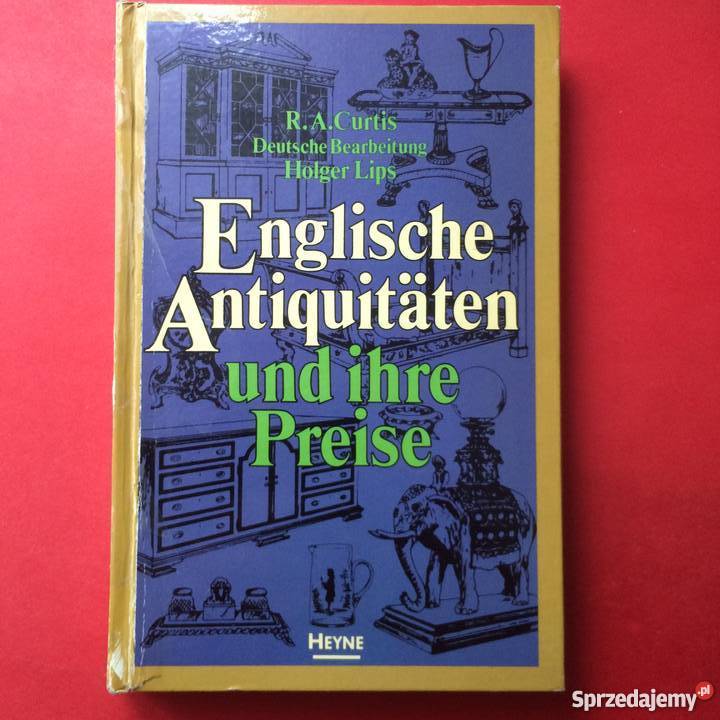 R.A.Curtis
Deutsche Bearbeitung
Holger Lips
Englische
Antiquitäten
und ihre
Preise
HEYNE
Sprzedajemy.pl